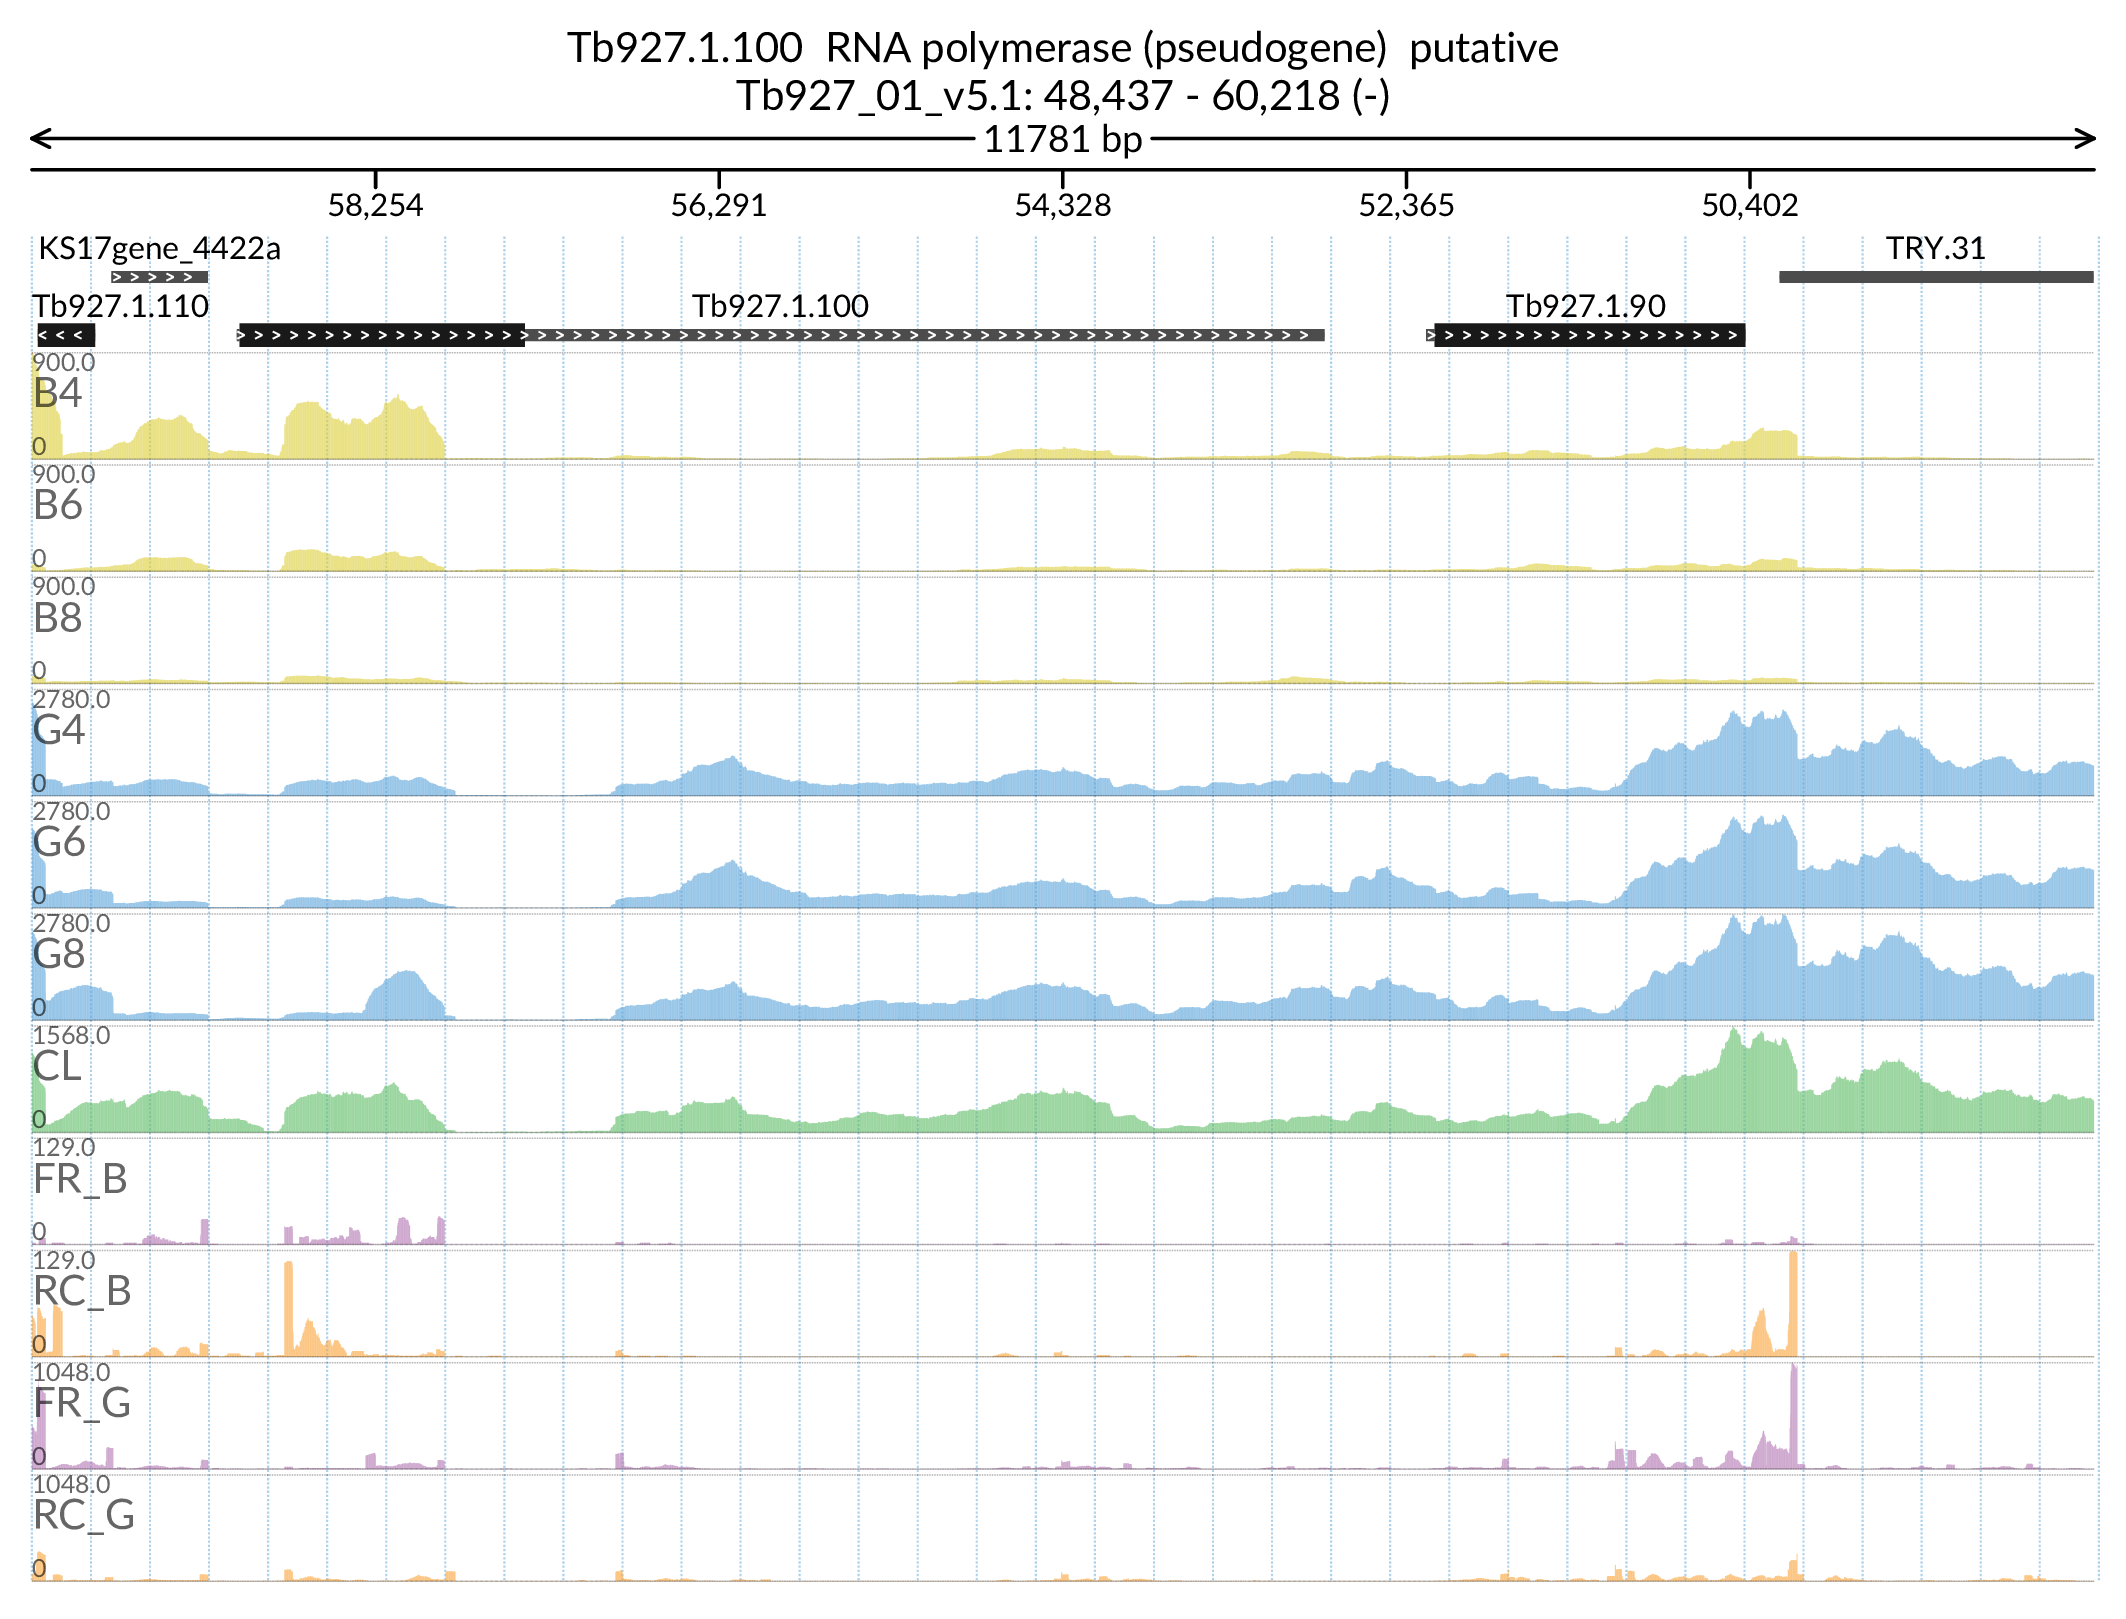 Tb927.1.100  RNA polymerase (pseudogene)  putative
Tb927_01_v5.1: 48,437 - 60,218 (-)
11781 bp
58,254 56,291 54,328 52,365 50,402
KS17gene_4422a TRY.31
Tb927.1.110 Tb927.1.100 Tb927.1.90
900.0
B4
0
900.0
B6
0
900.0
B8
0
2780.0
G4
0
2780.0
G6
0
2780.0
G8
0
1568.0
CL
0
129.0
FR_B
0
129.0
RC_B
0
1048.0
FR_G
0
1048.0
RC_G
0